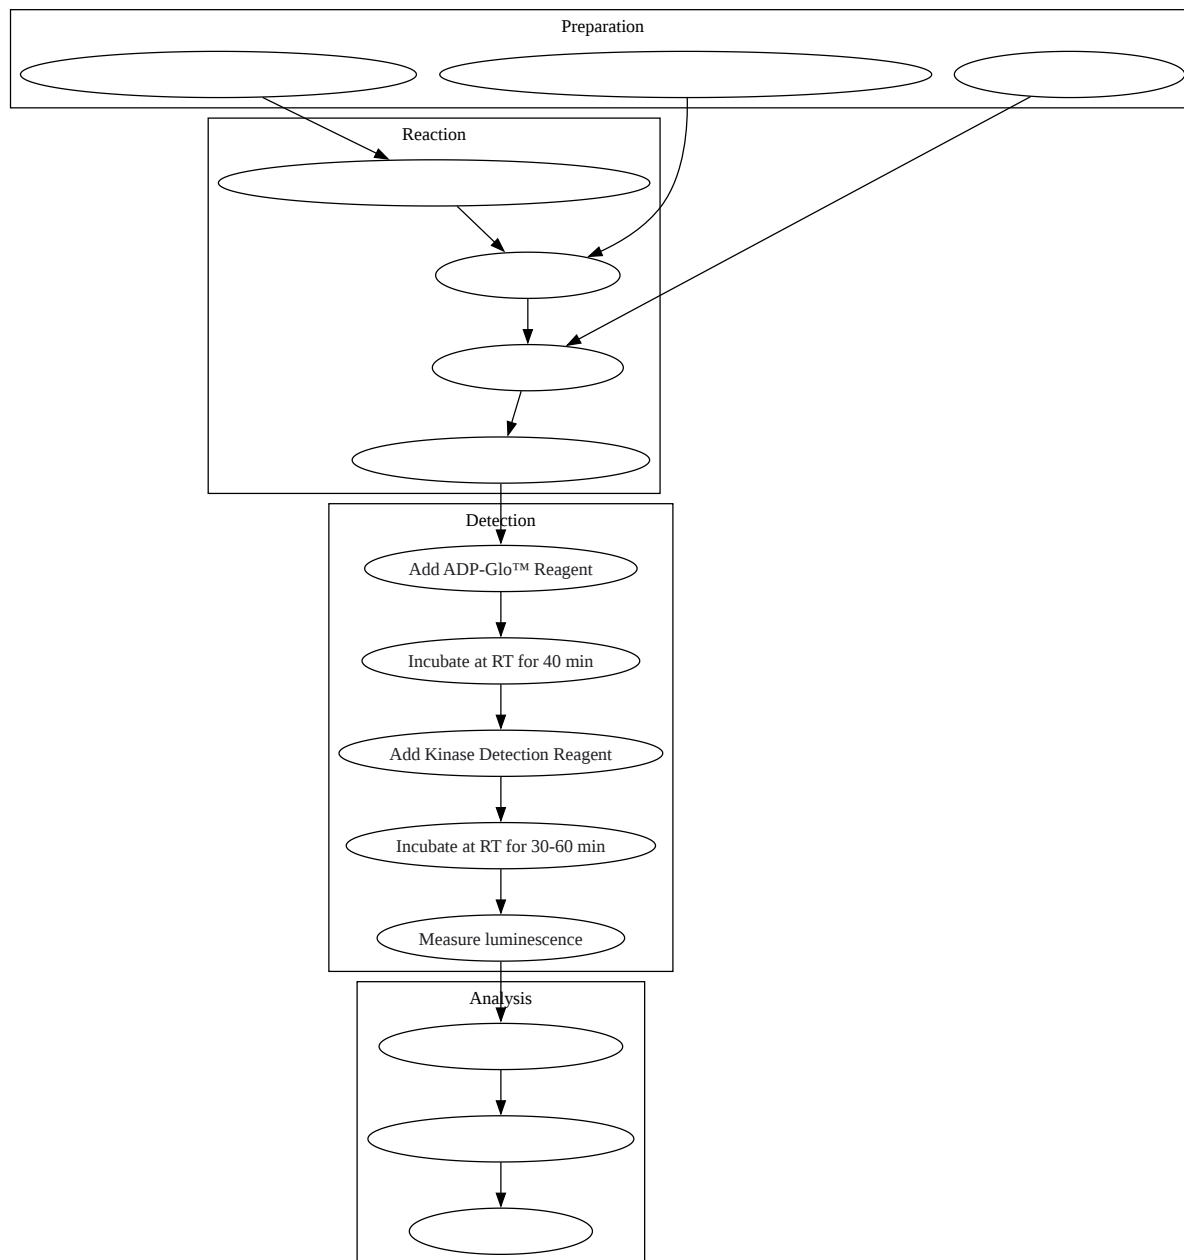 Preparation
Reaction
Detection
Add ADP-Glo™ Reagent
Incubate at RT for 40 min
Add Kinase Detection Reagent
Incubate at RT for 30-60 min
Measure luminescence
Analysis